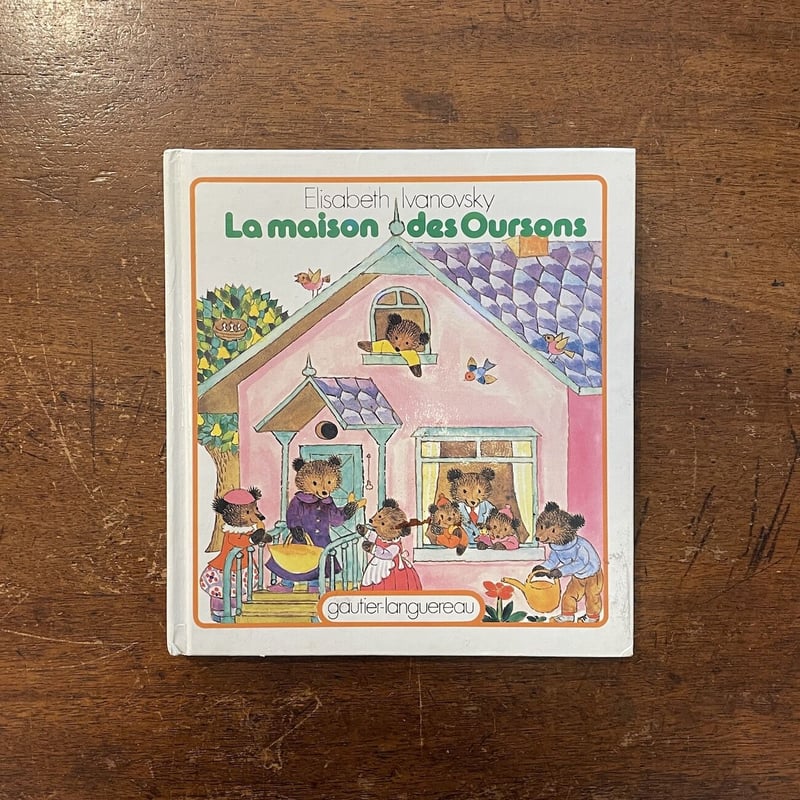 Elisabeth Ivanovsky
La maison des Oursons
gautier-languereau